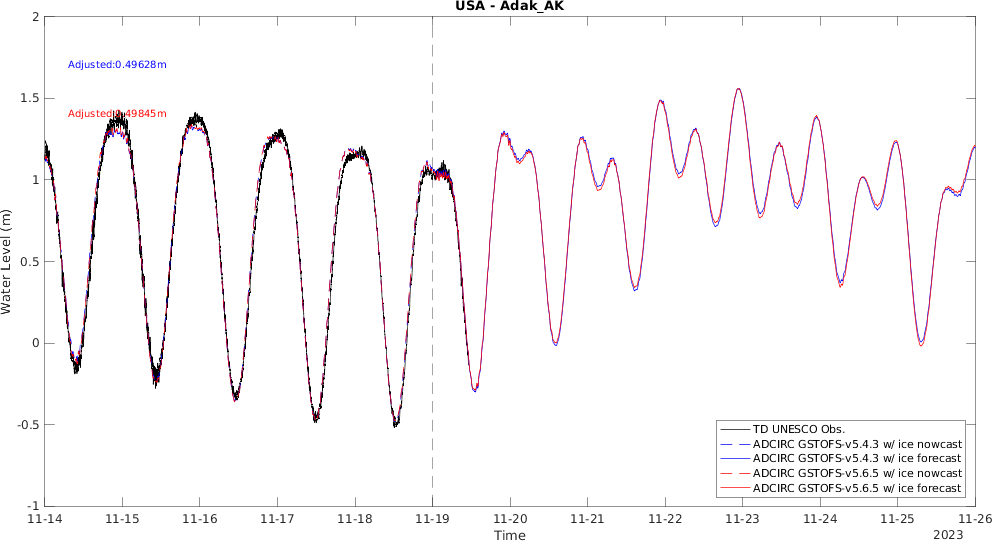 USA - Adak_AK
2
1.5
1
0.5
0
-0.5
-1
Water Level (m)
Adjusted:0.49628m
Adjusted:0.49845m
TD UNESCO Obs.
ADCIRC GSTOFS-v5.4.3 w/ ice nowcast
ADCIRC GSTOFS-v5.4.3 w/ ice forecast
ADCIRC GSTOFS-v5.6.5 w/ ice nowcast
ADCIRC GSTOFS-v5.6.5 w/ ice forecast
11-14 11-15 11-16 11-17 11-18 11-19 11-20 11-21 11-22 11-23 11-24 11-25 11-26
Time
2023